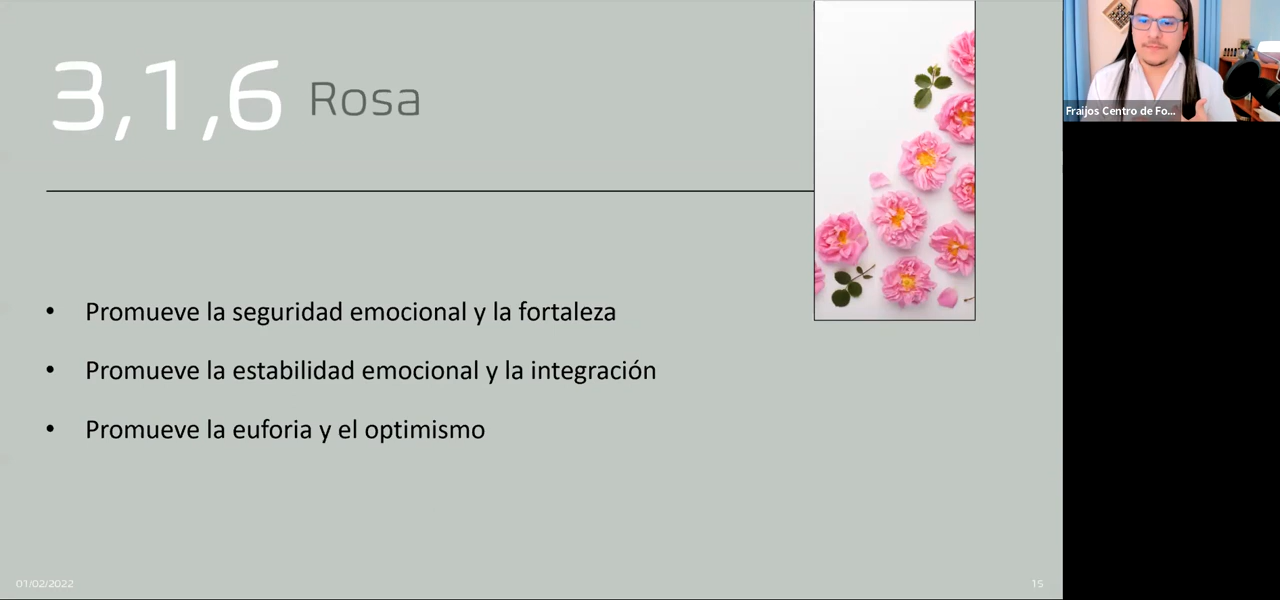 3,1,6 Rosa
Fraijos Centro de Fo...
• Promueve la seguridad emocional y la fortaleza
• Promueve la estabilidad emocional y la integración
• Promueve la euforia y el optimismo
01/02/2022
15